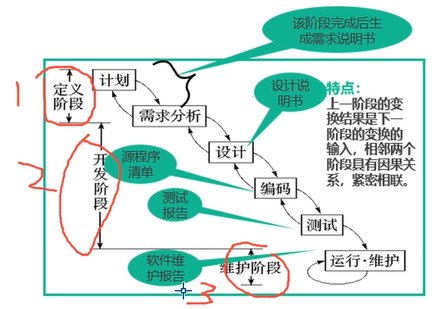 该阶段完成后生
成需求说明书
1
定义
阶段
计划
需求分析
设计说
明书
特点：
上一阶段的变
换结果是下一
阶段的变换的
输入，相邻两个
阶段具有因果关
系，紧密相联。
设计
2
开发阶段
源程序
清单
编码
测试
报告
测试
软件维
护报告
维护阶段
3
运行·维护